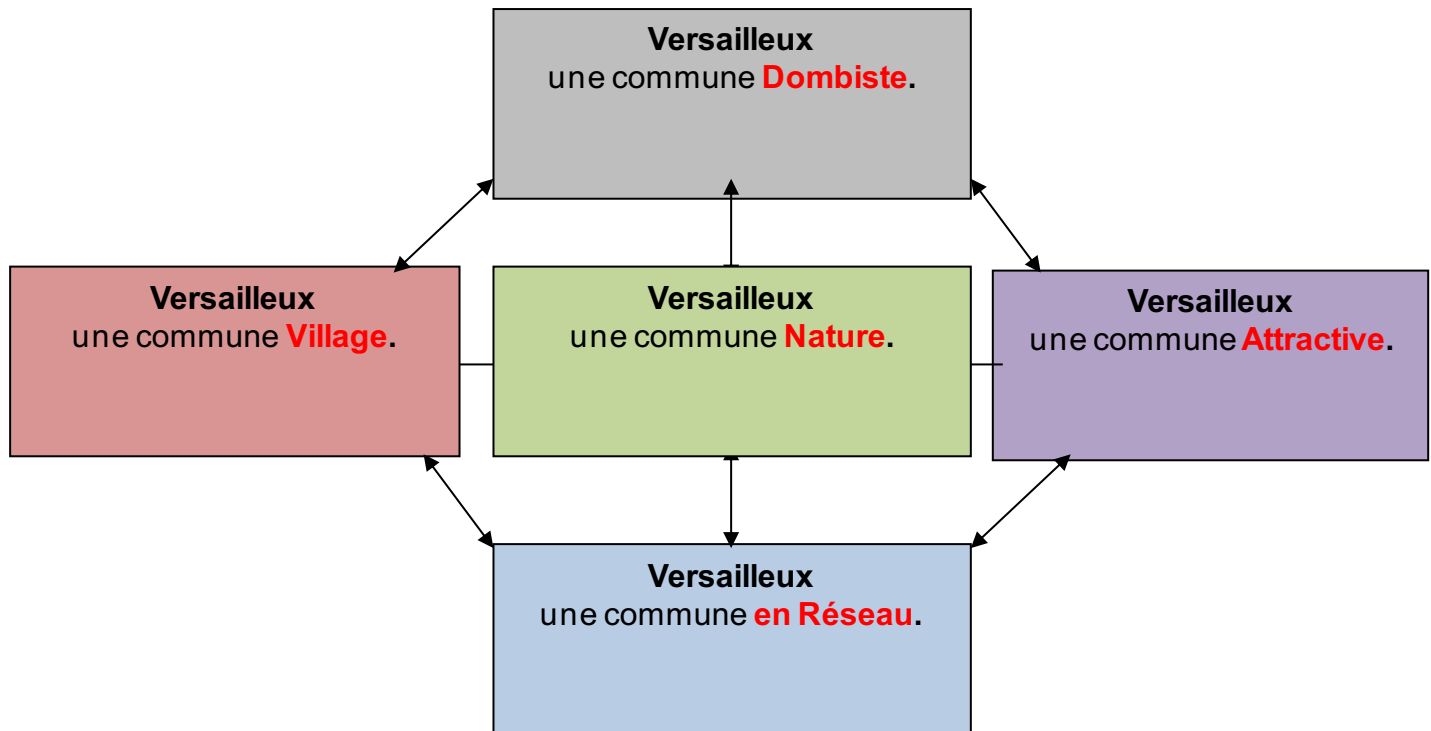 Versailleux
une commune Dombiste.
Versailleux
une commune Village.
Versailleux
une commune Nature.
Versailleux
une commune Attractive.
Versailleux
une commune en Réseau.